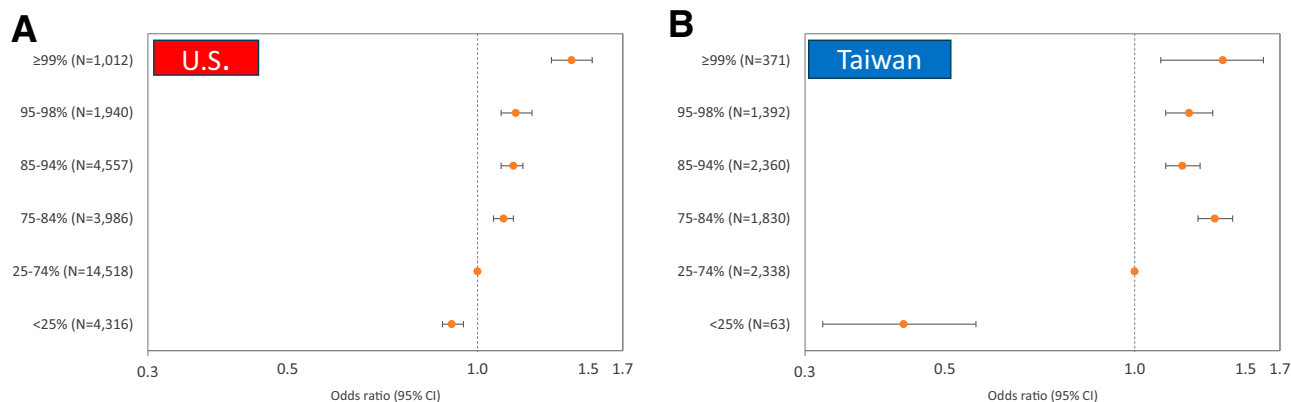 A
U.S.
≥99% (N=1,012)
95-98% (N=1,940)
85-94% (N=4,557)
75-84% (N=3,986)
25-74% (N=14,518)
<25% (N=4,316)
0.3 0.5 1.0 1.5 1.7
Odds ratio (95% CI)
B
Taiwan
≥99% (N=371)
95-98% (N=1,392)
85-94% (N=2,360)
75-84% (N=1,830)
25-74% (N=2,338)
<25% (N=63)
0.3 0.5 1.0 1.5 1.7
Odds ratio (95% CI)